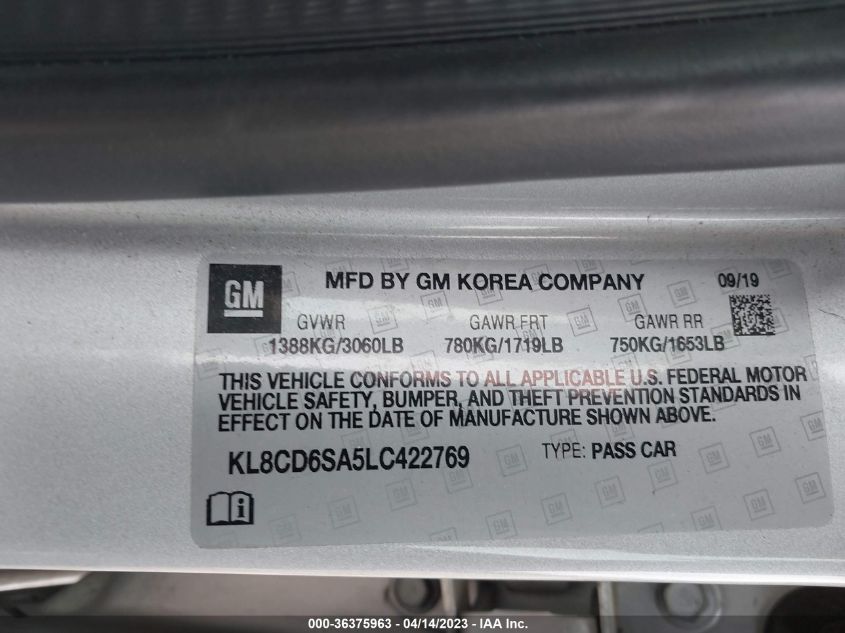 GM
MFD BY GM KOREA COMPANY 09/19
GVWR GAWR FRT GAWR RR
1388KG/3060LB 780KG/1719LB 750KG/1653LB
THIS VEHICLE CONFORMS TO ALL APPLICABLE U.S. FEDERAL MOTOR
VEHICLE SAFETY, BUMPER, AND THEFT PREVENTION STANDARDS IN
EFFECT ON THE DATE OF MANUFACTURE SHOWN ABOVE.
KL8CD6SA5LC422769 TYPE: PASS CAR
000-36375963 - 04/14/2023 - IAA Inc.